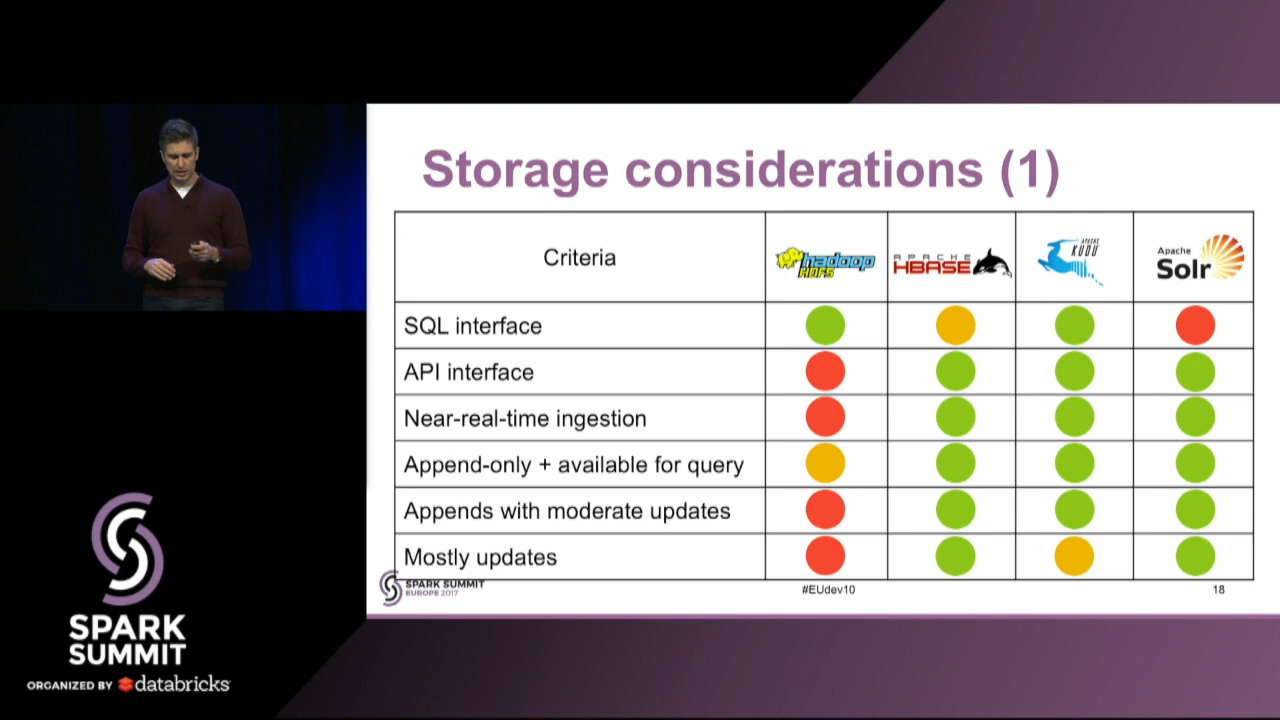 Storage considerations (1)
Criteria
hadoop
HDFS
APACHE
HBASE
APACHE
KUDU
Apache
Solr
SQL interface
API interface
Near-real-time ingestion
Append-only + available for query
Appends with moderate updates
Mostly updates
SPARK SUMMIT
EUROPE 2017
#EUdev10
18
SPARK
SUMMIT
ORGANIZED BY databricks